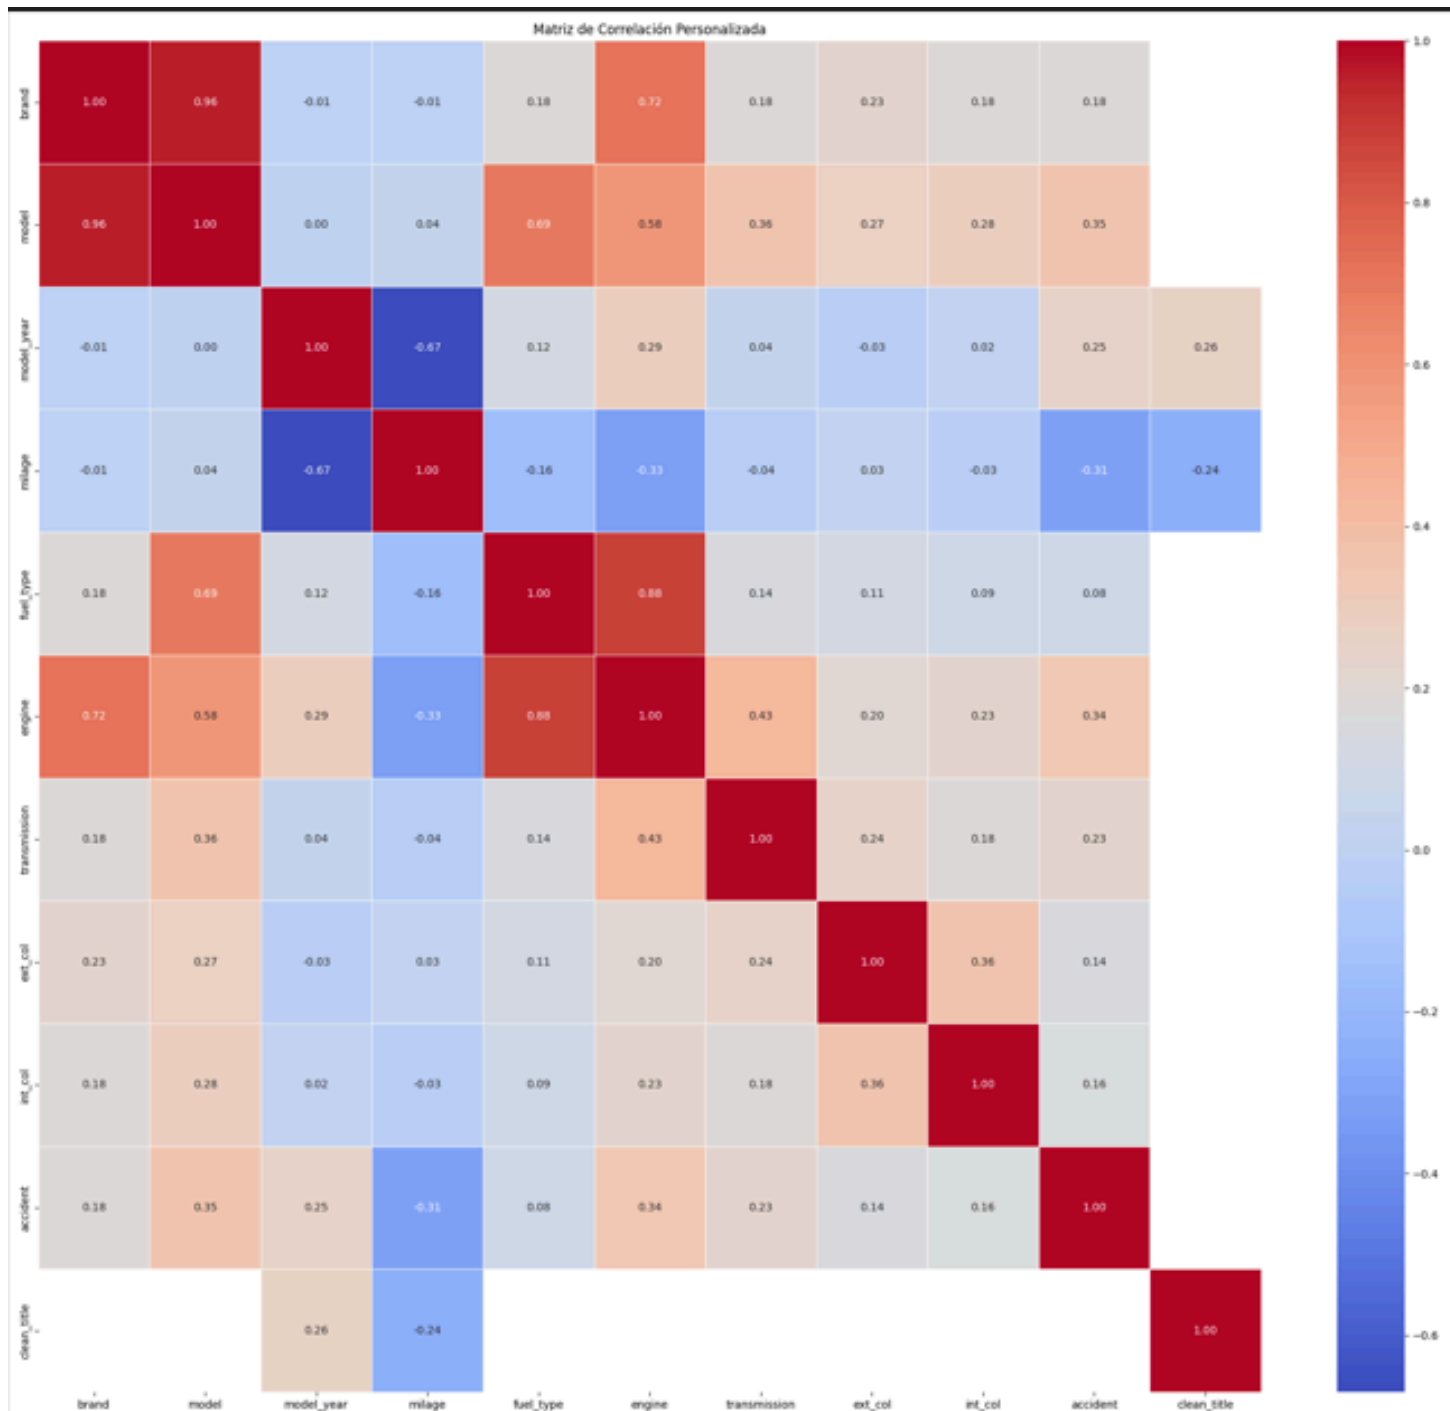 Matriz de Correlación Personalizada
brand 1.00 0.96 -0.01 -0.01 0.18 0.72 0.18 0.23 0.18 0.18
model 0.96 1.00 0.00 0.04 0.69 0.58 0.36 0.27 0.28 0.35
model_year -0.01 0.00 1.00 -0.67 0.12 0.29 0.04 -0.03 0.02 0.25 0.26
milage -0.01 0.04 -0.67 1.00 -0.16 -0.33 -0.04 0.03 -0.03 -0.31 -0.24
fuel_type 0.18 0.69 0.12 -0.16 1.00 0.88 0.14 0.11 0.09 0.08
engine 0.72 0.58 0.29 -0.33 0.88 1.00 0.43 0.20 0.23 0.34
transmission 0.18 0.36 0.04 -0.04 0.14 0.43 1.00 0.24 0.18 0.23
ext_col 0.23 0.27 -0.03 0.03 0.11 0.20 0.24 1.00 0.36 0.14
int_col 0.18 0.28 0.02 -0.03 0.09 0.23 0.18 0.36 1.00 0.16
accident 0.18 0.35 0.25 -0.31 0.08 0.34 0.23 0.14 0.16 1.00
clean_title 0.26 -0.24 1.00
brand model model_year milage fuel_type engine transmission ext_col int_col accident clean_title
1.0
0.8
0.6
0.4
0.2
0.0
−0.2
−0.4
−0.6